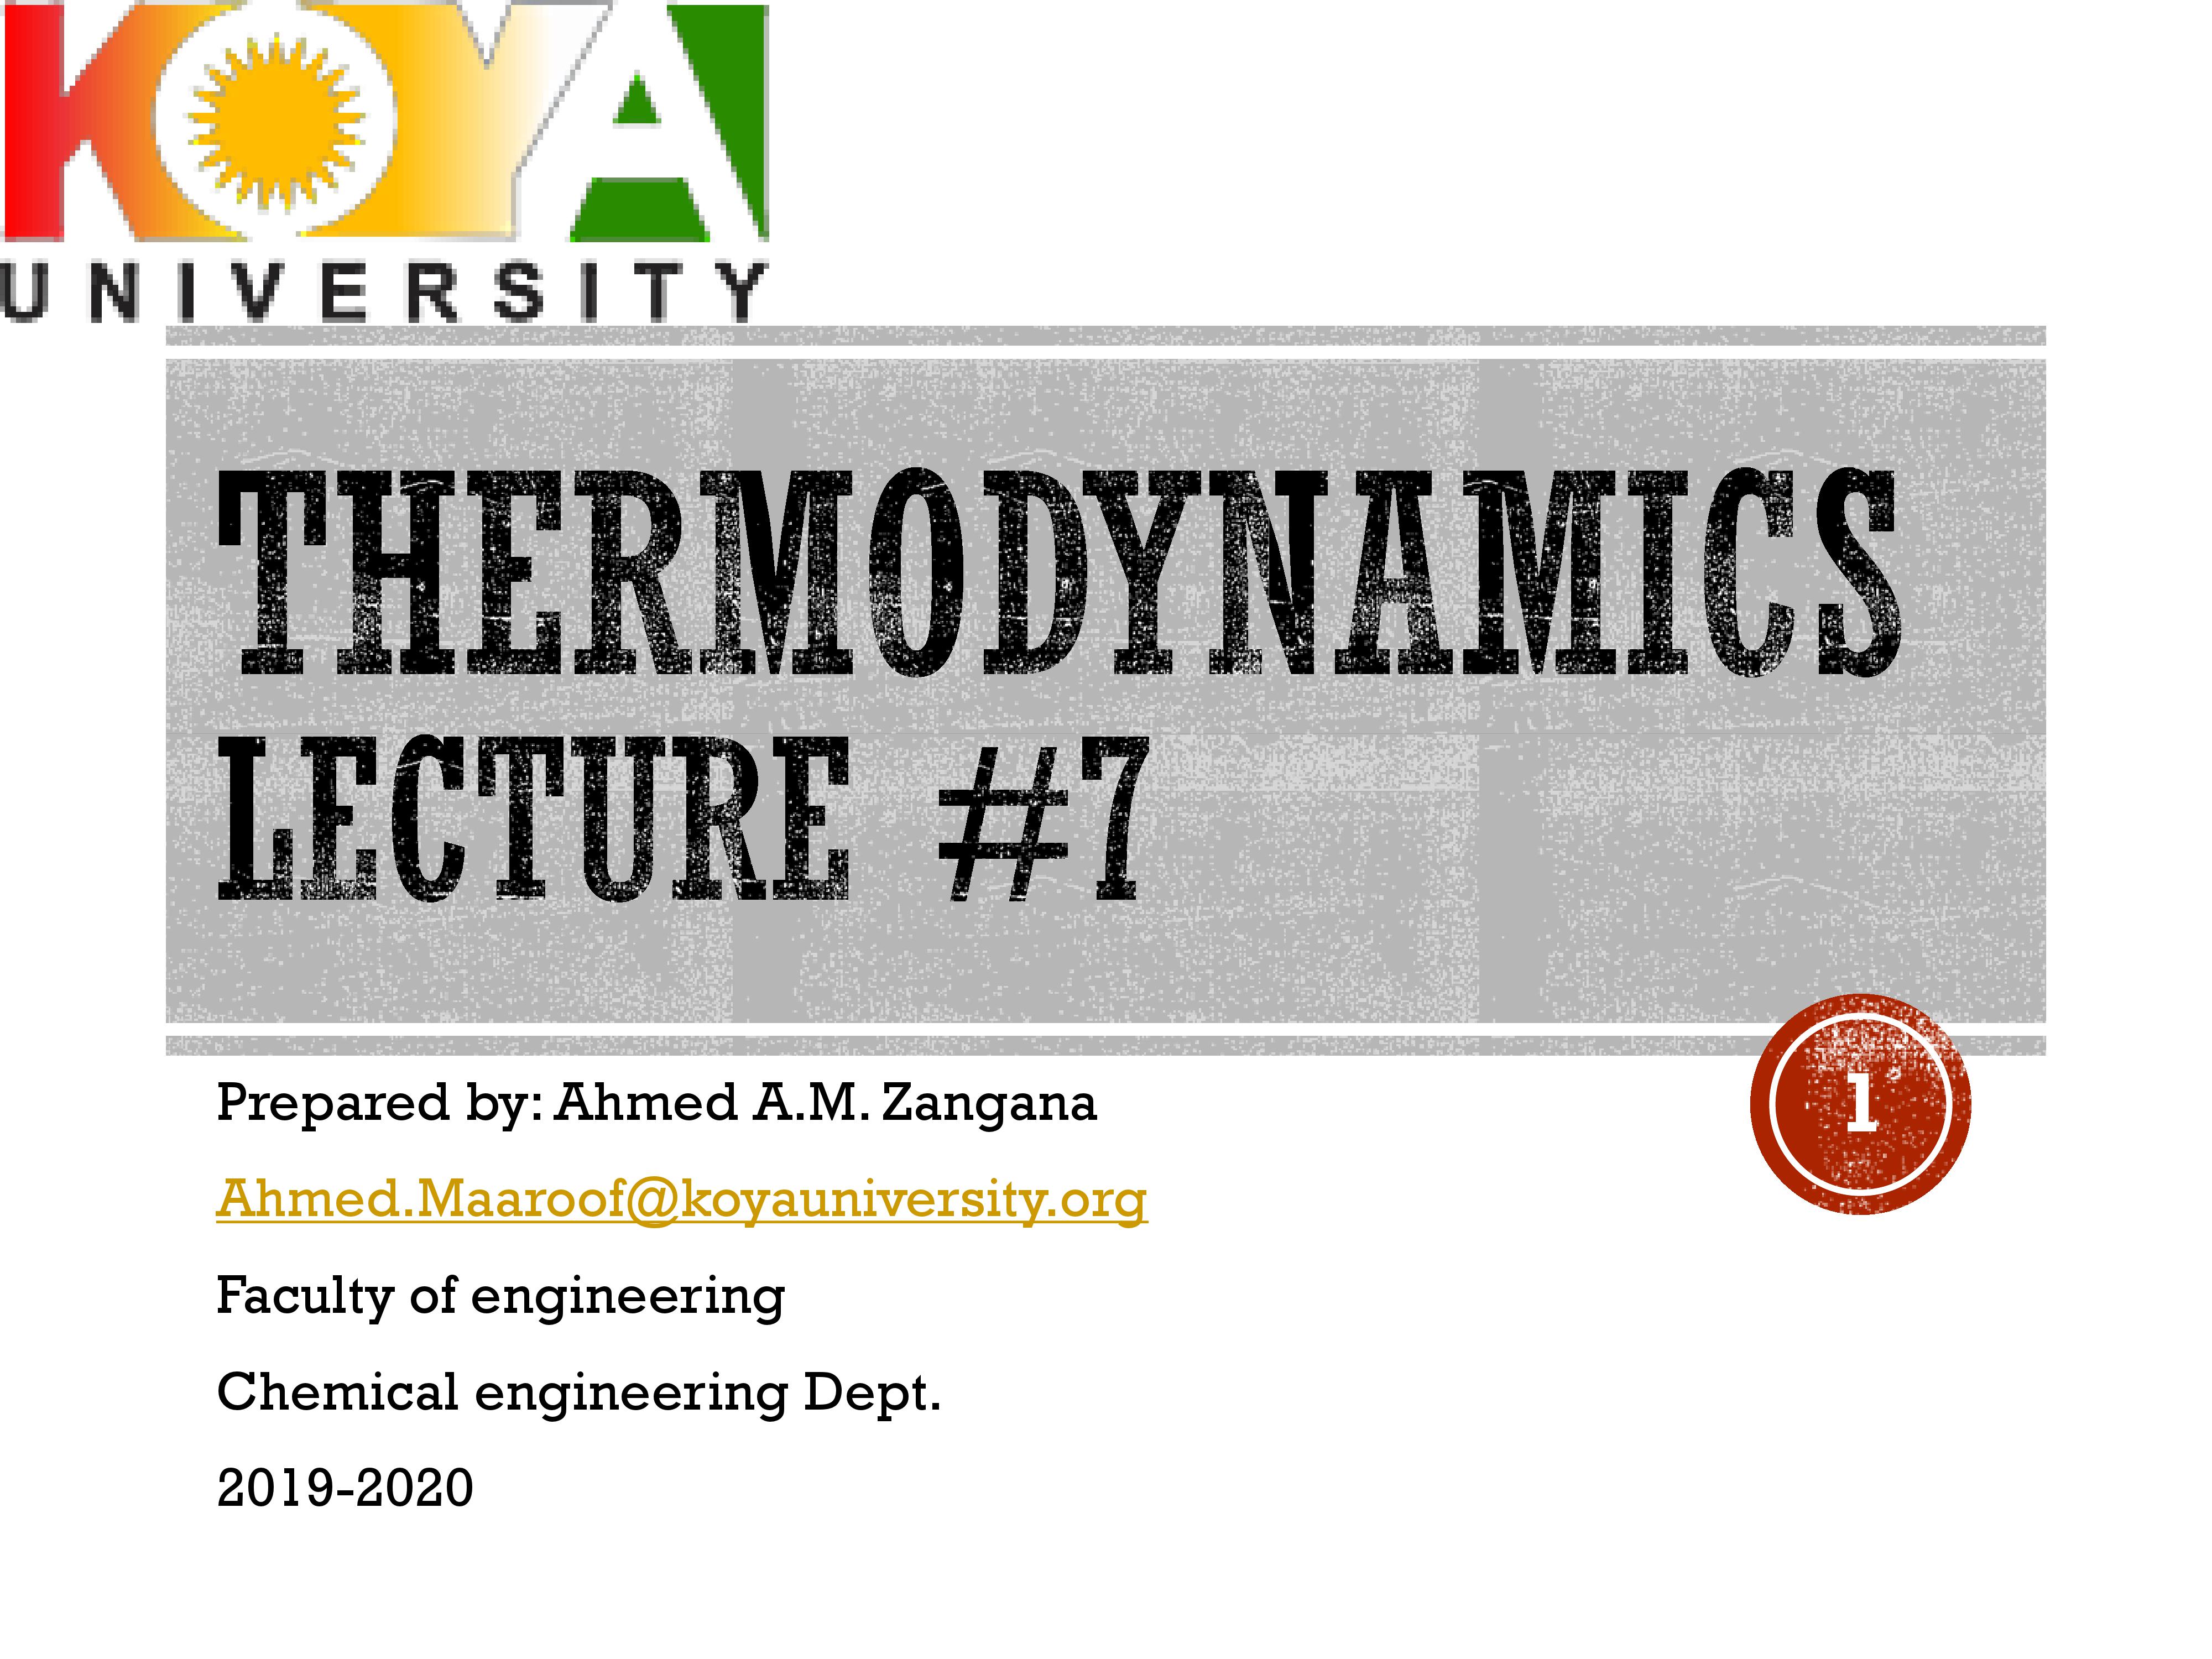 KOYA
UNIVERSITY
THERMODYNAMICS
LECTURE #7
1
Prepared by: Ahmed A.M. Zangana
Ahmed.Maaroof@koyauniversity.org
Faculty of engineering
Chemical engineering Dept.
2019-2020